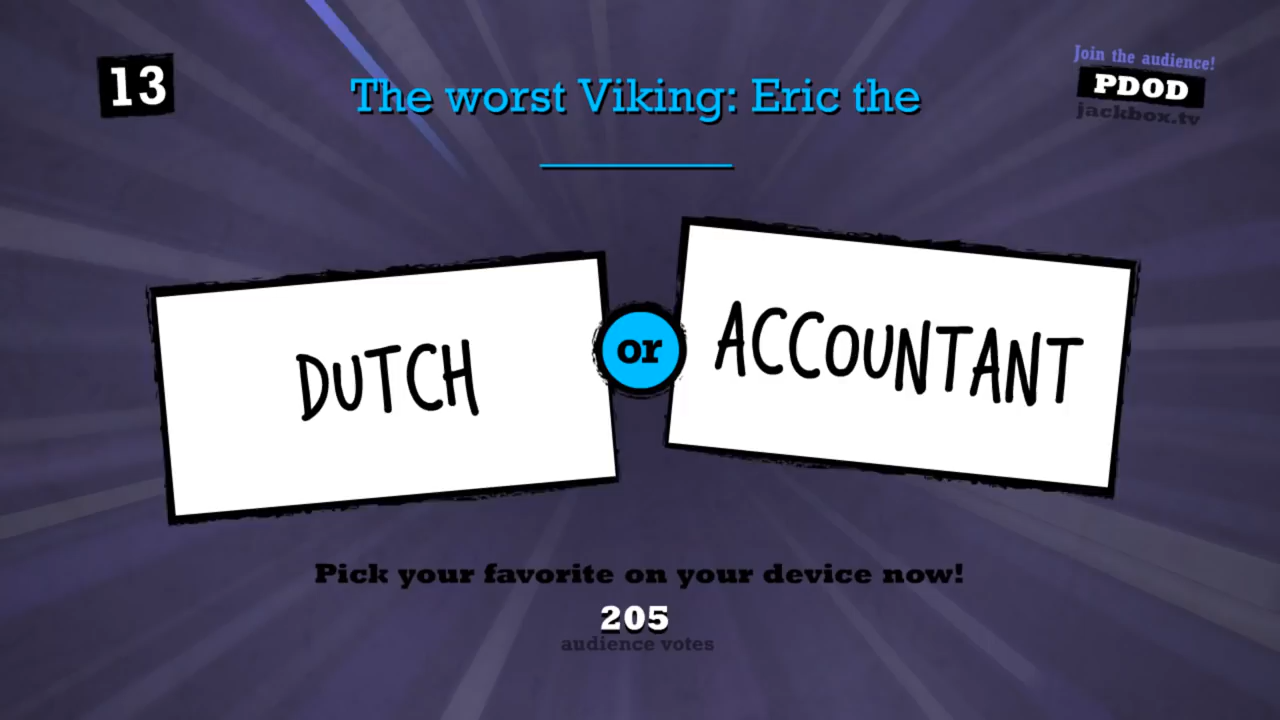 13
The worst Viking: Eric the
__________
Join the audience!
PDOD
jackbox.tv
DUTCH
or
ACCOUNTANT
Pick your favorite on your device now!
205
audience votes